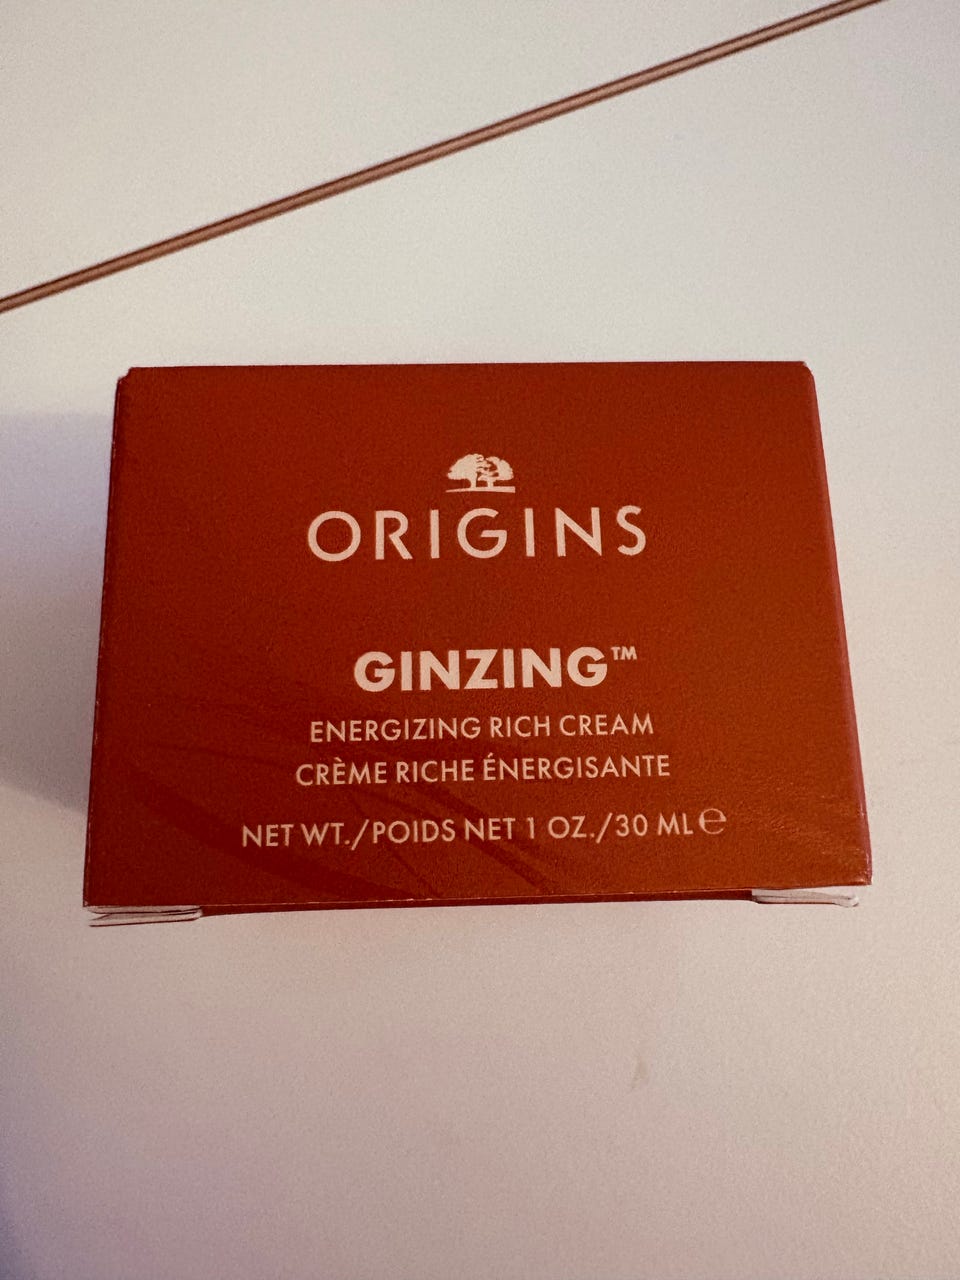 ORIGINS
GINZING™
ENERGIZING RICH CREAM
CRÈME RICHE ÉNERGISANTE
NET WT./POIDS NET 1 OZ./30 ML ℮